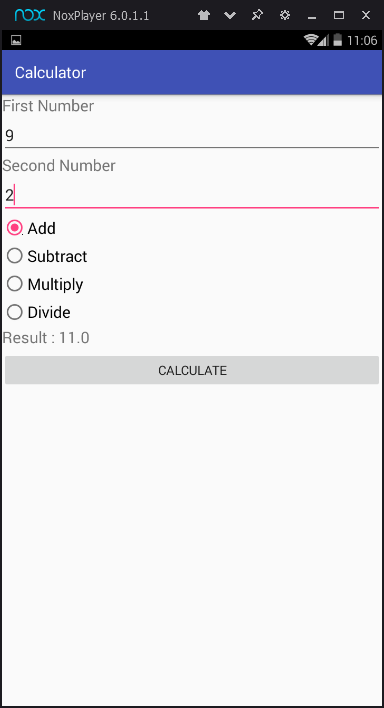 nox NoxPlayer 6.0.1.1
11:06
Calculator
First Number
9
Second Number
2
Add
Subtract
Multiply
Divide
Result : 11.0
CALCULATE